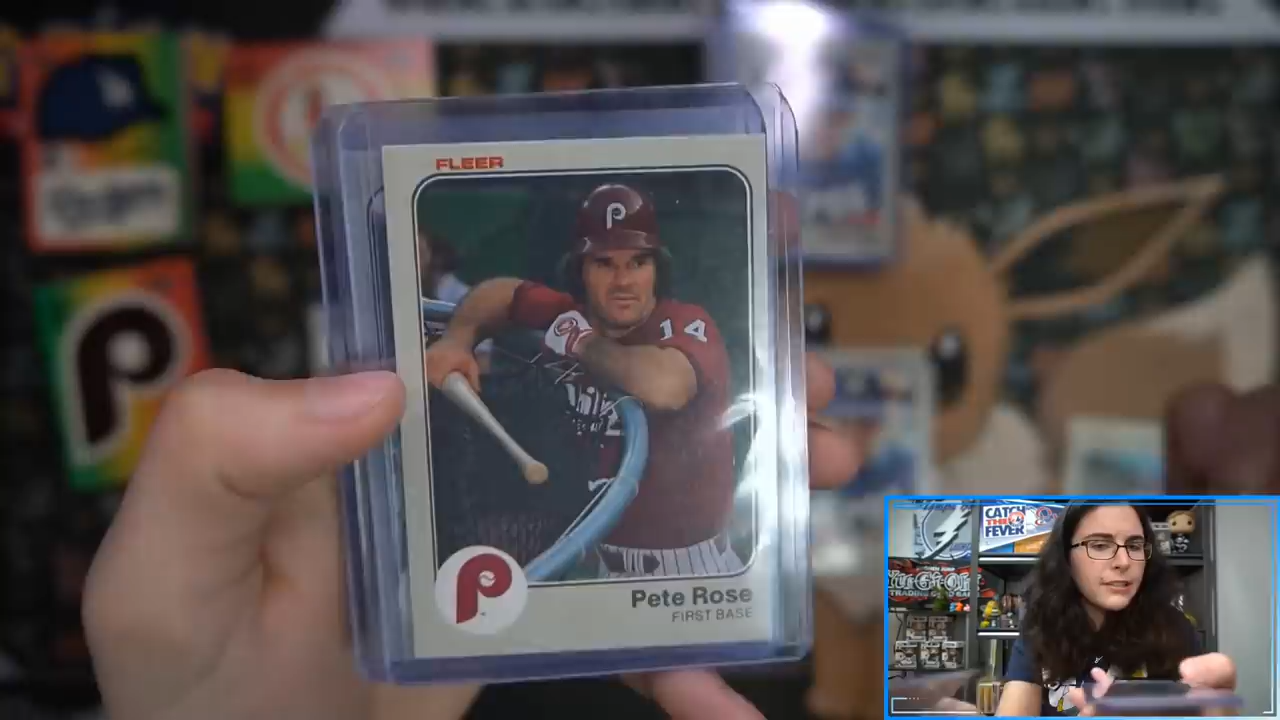 FLEER
P
14
P
P
Pete Rose
FIRST BASE
CATCH
THE
FEVER
Yu-Gi-Oh!
TRADING CARD GAME